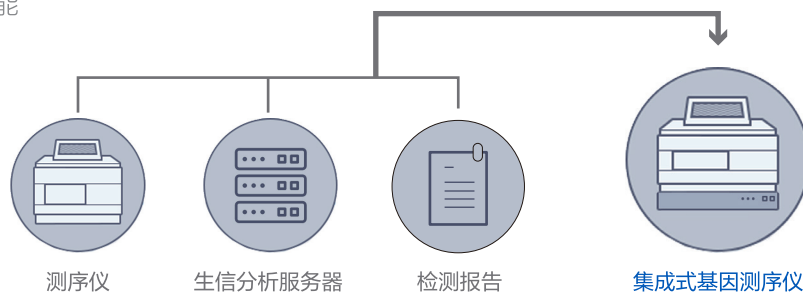 能
测序仪
生信分析服务器
检测报告
集成式基因测序仪